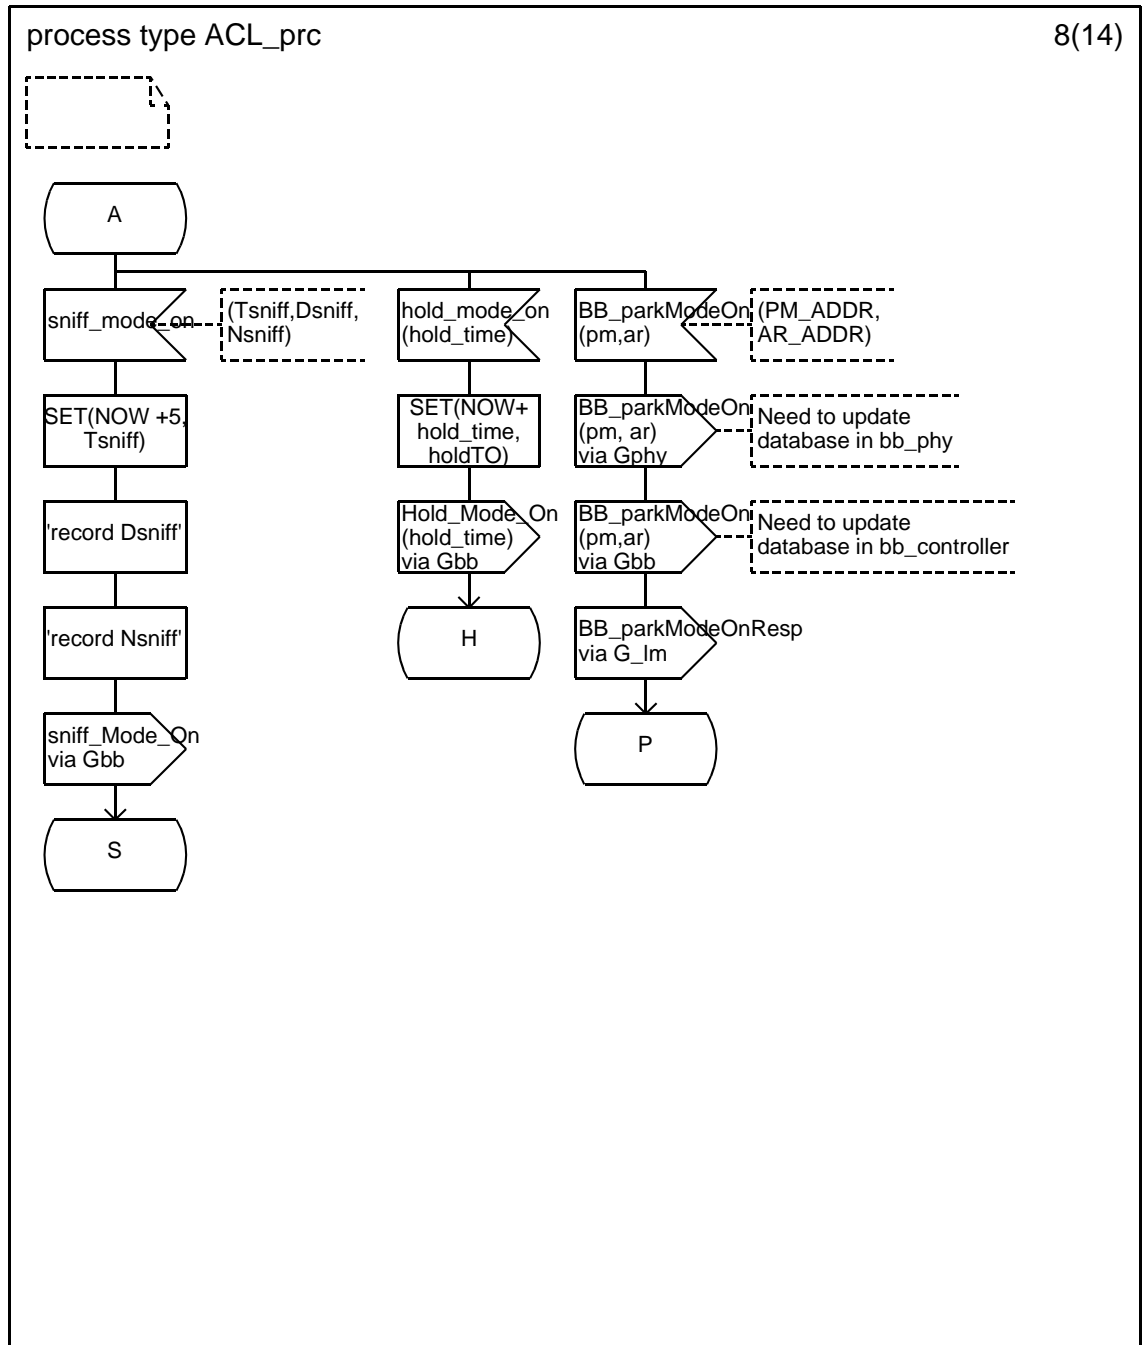 process type ACL_prc
8(14)
A
sniff_mode_on
(Tsniff,Dsniff,
Nsniff)
SET(NOW +5,
Tsniff)
'record Dsniff'
'record Nsniff'
sniff_Mode_On
via Gbb
S
hold_mode_on
(hold_time)
SET(NOW+
hold_time,
holdTO)
Hold_Mode_On
(hold_time)
via Gbb
H
BB_parkModeOn
(pm,ar)
(PM_ADDR,
AR_ADDR)
BB_parkModeOn
(pm, ar)
via Gphy
Need to update
database in bb_phy
BB_parkModeOn
(pm,ar)
via Gbb
Need to update
database in bb_controller
BB_parkModeOnResp
via G_lm
P